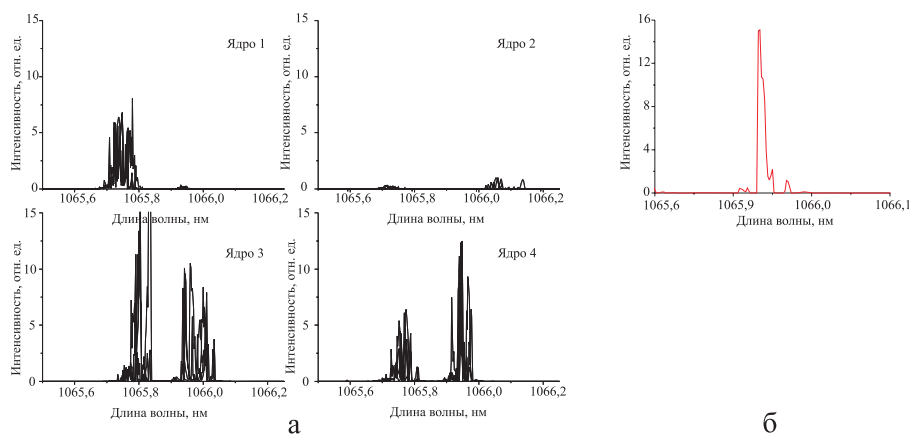 Интенсивность, отн. ед.
15
10
5
0
Ядро 1
1065,6 1065,8 1066,0 1066,2
Длина волны, нм
Интенсивность, отн. ед.
15
10
5
0
Ядро 2
1065,6 1065,8 1066,0 1066,2
Длина волны, нм
Интенсивность, отн. ед.
16
12
8
4
0
1065,6 1065,9 1066,0 1066,1
Длина волны, нм
Интенсивность, отн. ед.
15
10
5
0
Ядро 3
1065,6 1065,8 1066,0 1066,2
Длина волны, нм
Интенсивность, отн. ед.
15
10
5
0
Ядро 4
1065,6 1065,8 1066,0 1066,2
Длина волны, нм
а
б